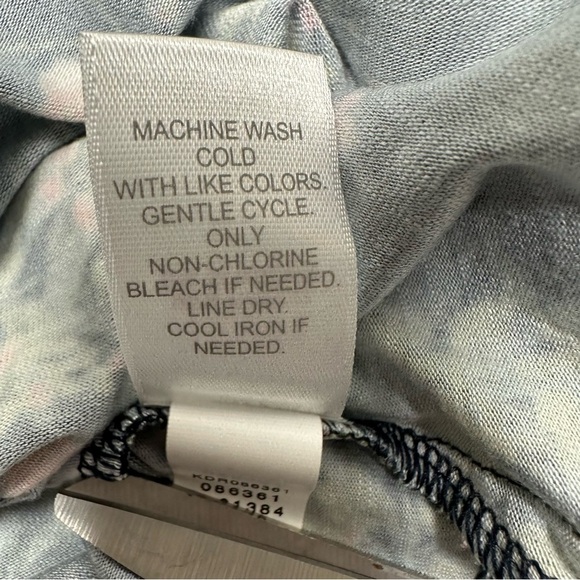 MACHINE WASH
COLD
WITH LIKE COLORS.
GENTLE CYCLE.
ONLY
NON-CHLORINE
BLEACH IF NEEDED.
LINE DRY.
COOL IRON IF
NEEDED.
KDR086361
086361